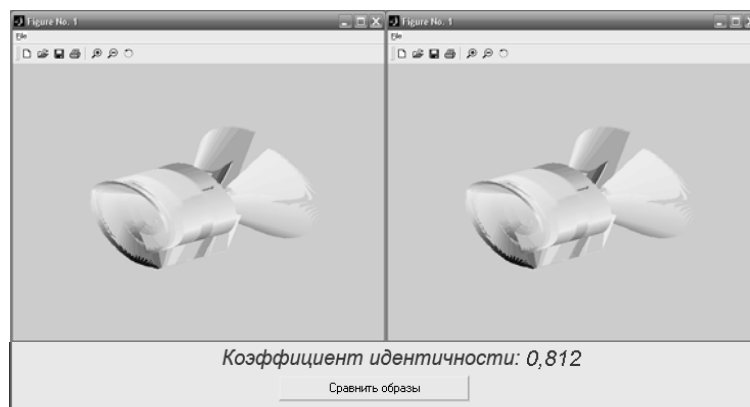 Figure No. 1
Figure No. 1
File
File
Коэффициент идентичности: 0,812
Сравнить образы